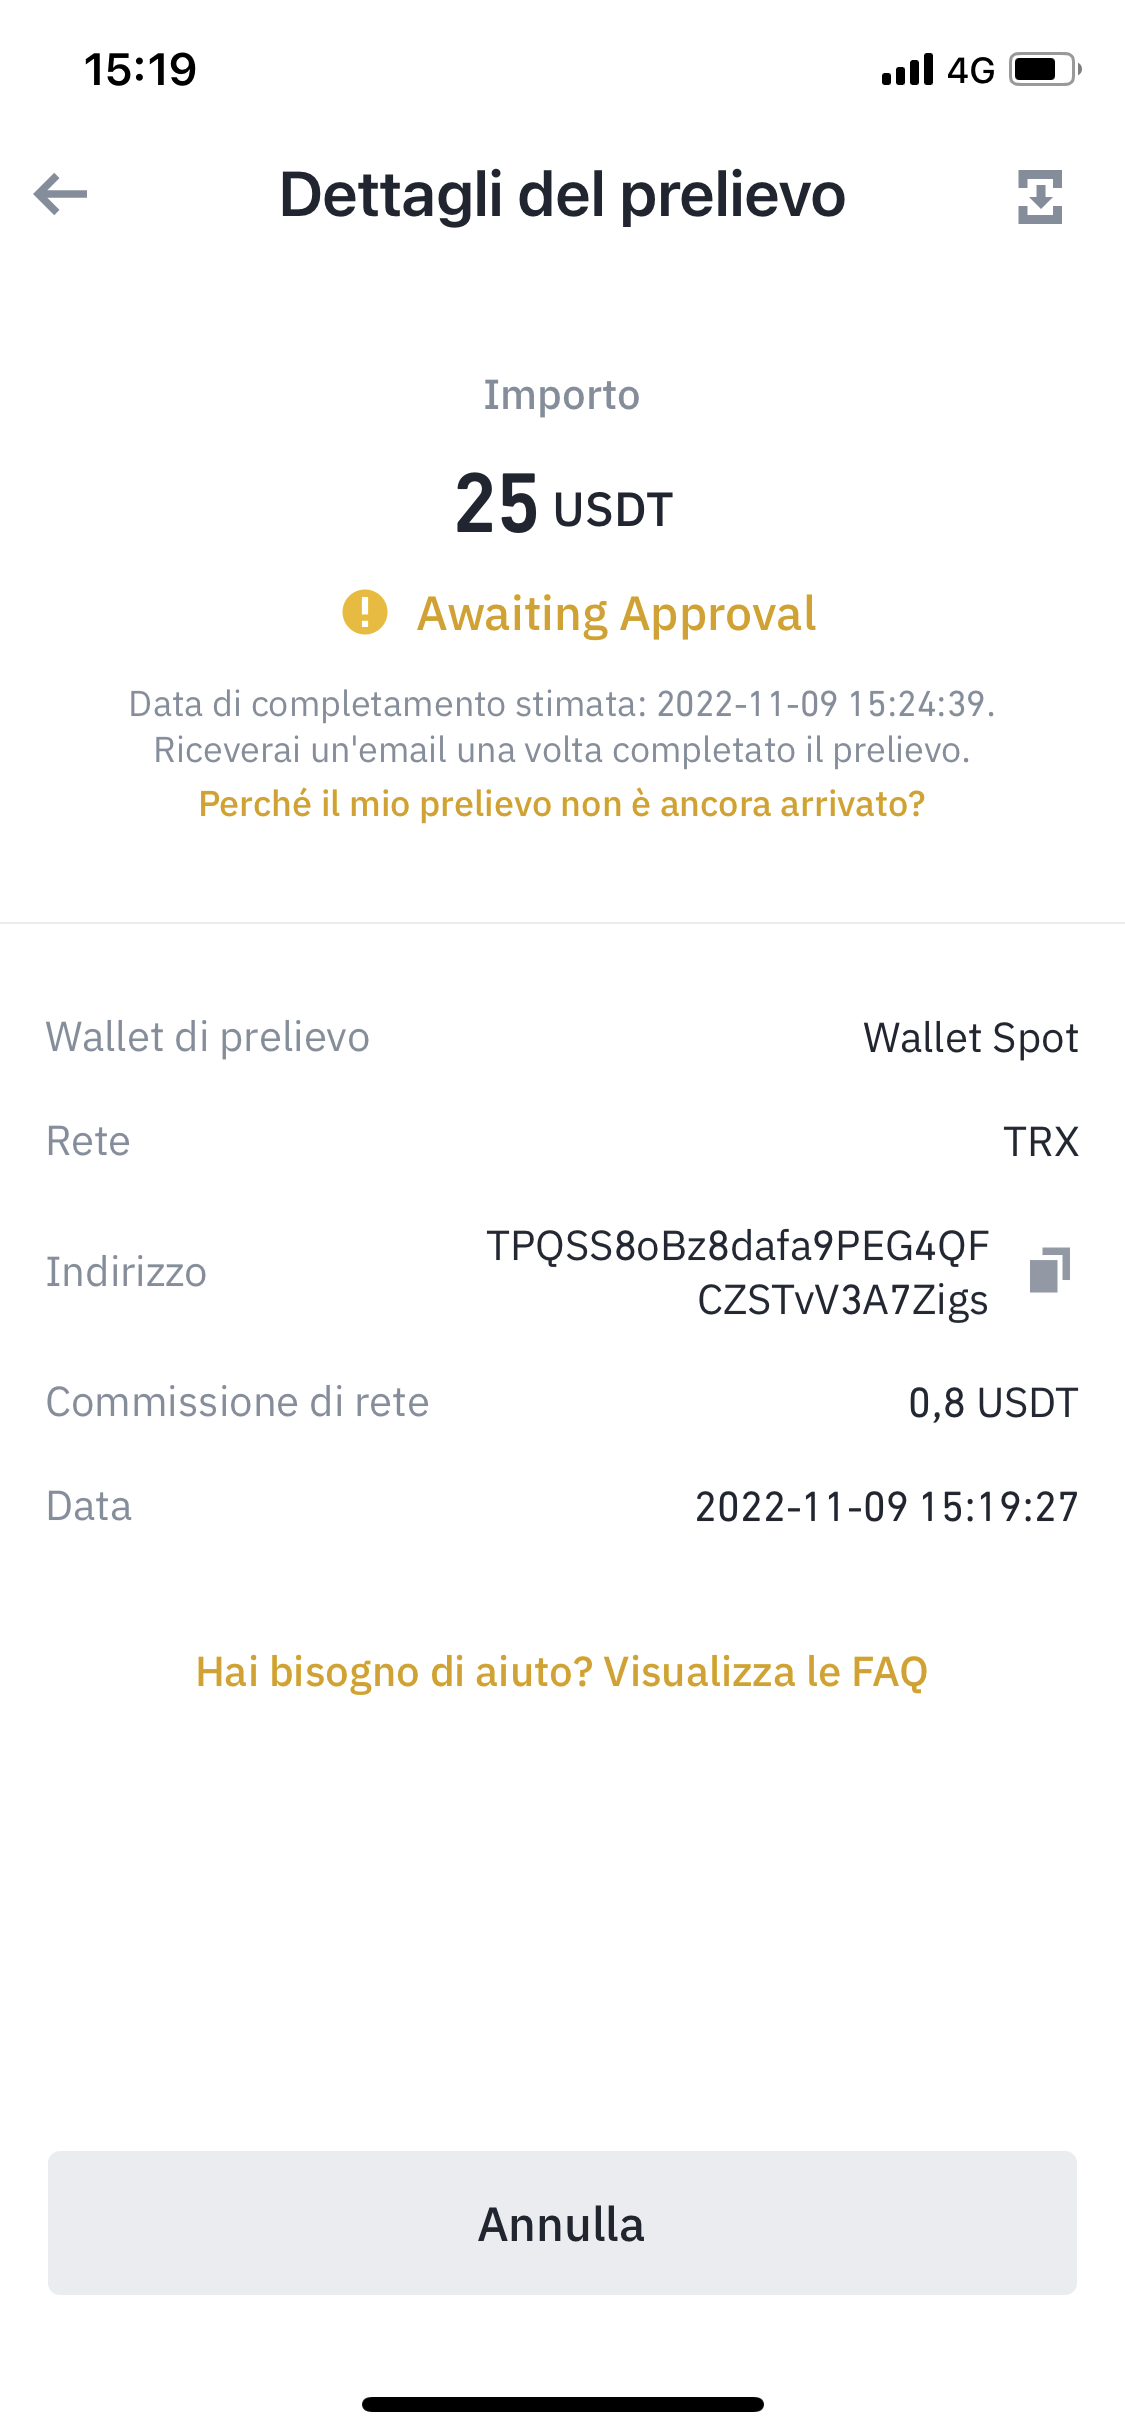 15:19
4G
Dettagli del prelievo
Importo
25 USDT
Awaiting Approval
Data di completamento stimata: 2022-11-09 15:24:39.
Riceverai un'email una volta completato il prelievo.
Perché il mio prelievo non è ancora arrivato?
Wallet di prelievo
Wallet Spot
Rete
TRX
Indirizzo
TPQSS8oBz8dafa9PEG4QF
CZSTvV3A7Zigs
Commissione di rete
0,8 USDT
Data
2022-11-09 15:19:27
Hai bisogno di aiuto? Visualizza le FAQ
Annulla